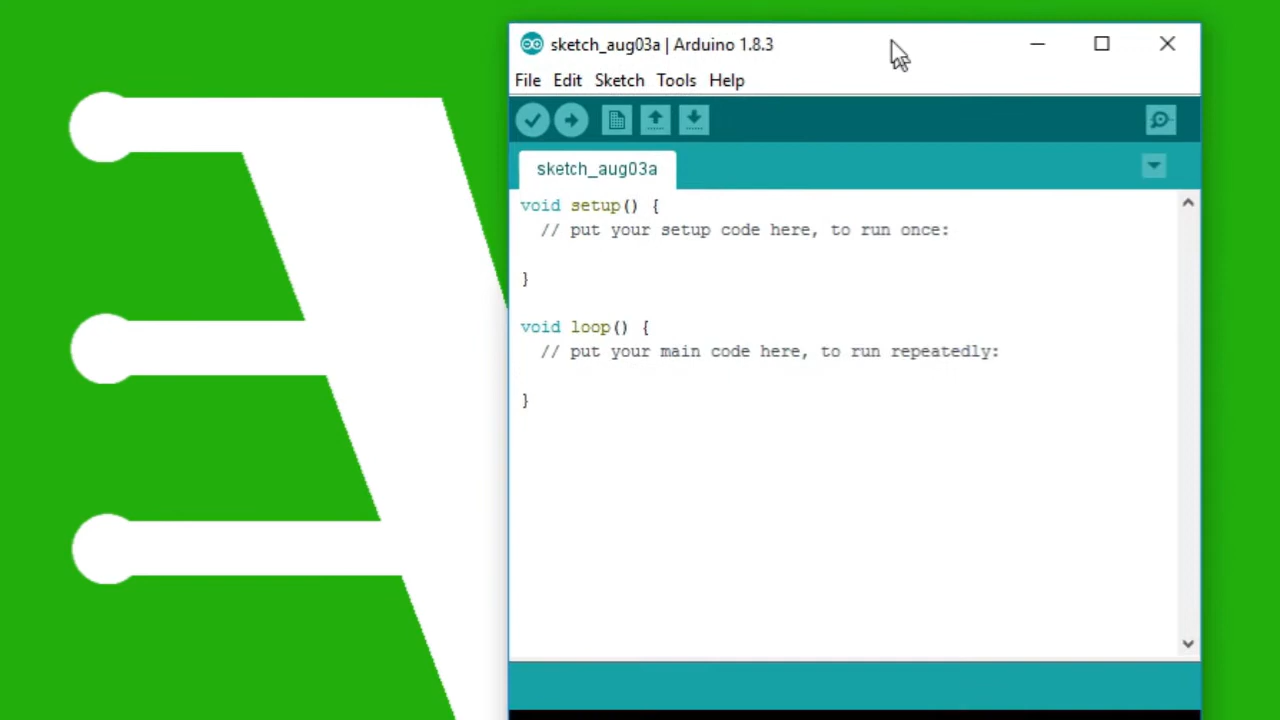 sketch_aug03a | Arduino 1.8.3
File Edit Sketch Tools Help
sketch_aug03a
void setup() {
  // put your setup code here, to run once:
}
void loop() {
  // put your main code here, to run repeatedly:
}